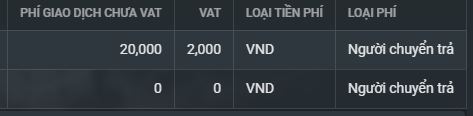 PHÍ GIAO DỊCH CHƯA VAT VAT LOẠI TIỀN PHÍ LOẠI PHÍ
20,000 2,000 VND Người chuyển trả
0 0 VND Người chuyển trả